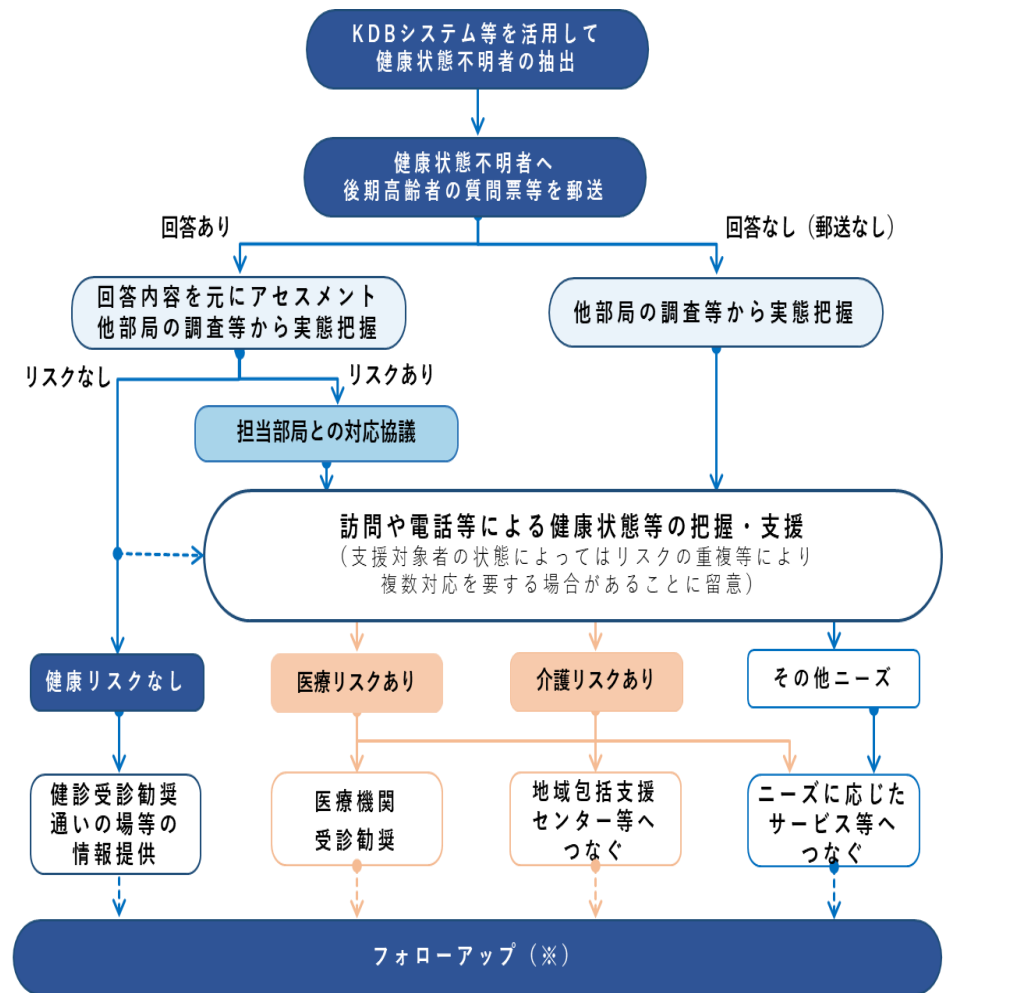 KDBシステム等を活用して
健康状態不明者の抽出
健康状態不明者へ
後期高齢者の質問票等を郵送
回答あり
回答なし（郵送なし）
回答内容を元にアセスメント
他部局の調査等から実態把握
他部局の調査等から実態把握
リスクなし
リスクあり
担当部局との対応協議
訪問や電話等による健康状態等の把握・支援
（支援対象者の状態によってはリスクの重複等により
複数対応を要する場合があることに留意）
健康リスクなし
医療リスクあり
介護リスクあり
その他ニーズ
健診受診勧奨
通いの場等の
情報提供
医療機関
受診勧奨
地域包括支援
センター等へ
つなぐ
ニーズに応じた
サービス等へ
つなぐ
フォローアップ（※）